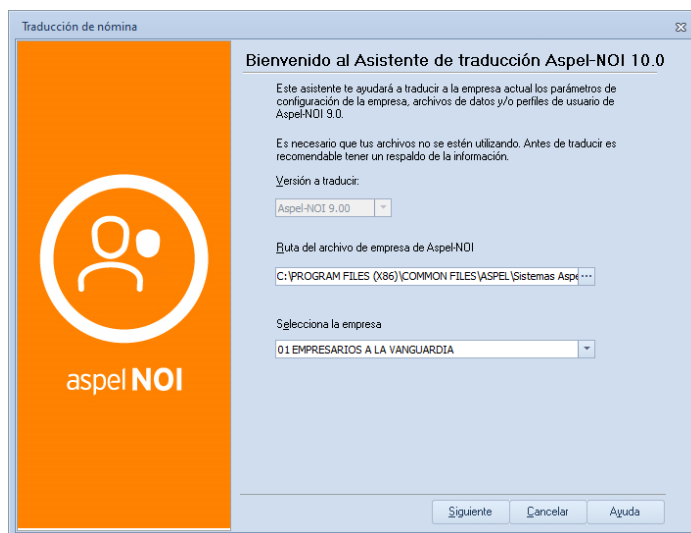 Traducción de nómina
Bienvenido al Asistente de traducción Aspel-NOI 10.0
Este asistente te ayudará a traducir a la empresa actual los parámetros de
configuración de la empresa, archivos de datos y/o perfiles de usuario de
Aspel-NOI 9.0.
Es necesario que tus archivos no se estén utilizando. Antes de traducir es
recomendable tener un respaldo de la información.
Versión a traducir:
Aspel-NOI 9.00
Ruta del archivo de empresa de Aspel-NOI
C:\PROGRAM FILES (X86)\COMMON FILES\ASPEL\Sistemas Aspe
...
Selecciona la empresa
01 EMPRESARIOS A LA VANGUARDIA
aspel NOI
Siguiente Cancelar Ayuda